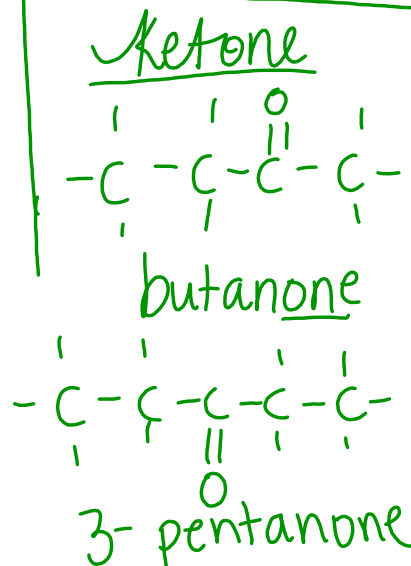 Ketone
O
- C - C - C - C -
butanone
- C - C - C - C - C -
O
3- pentanone